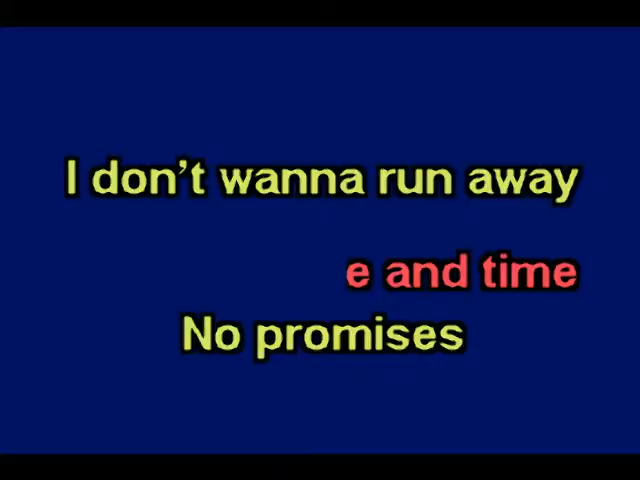 I don’t wanna run away
e and time
No promises